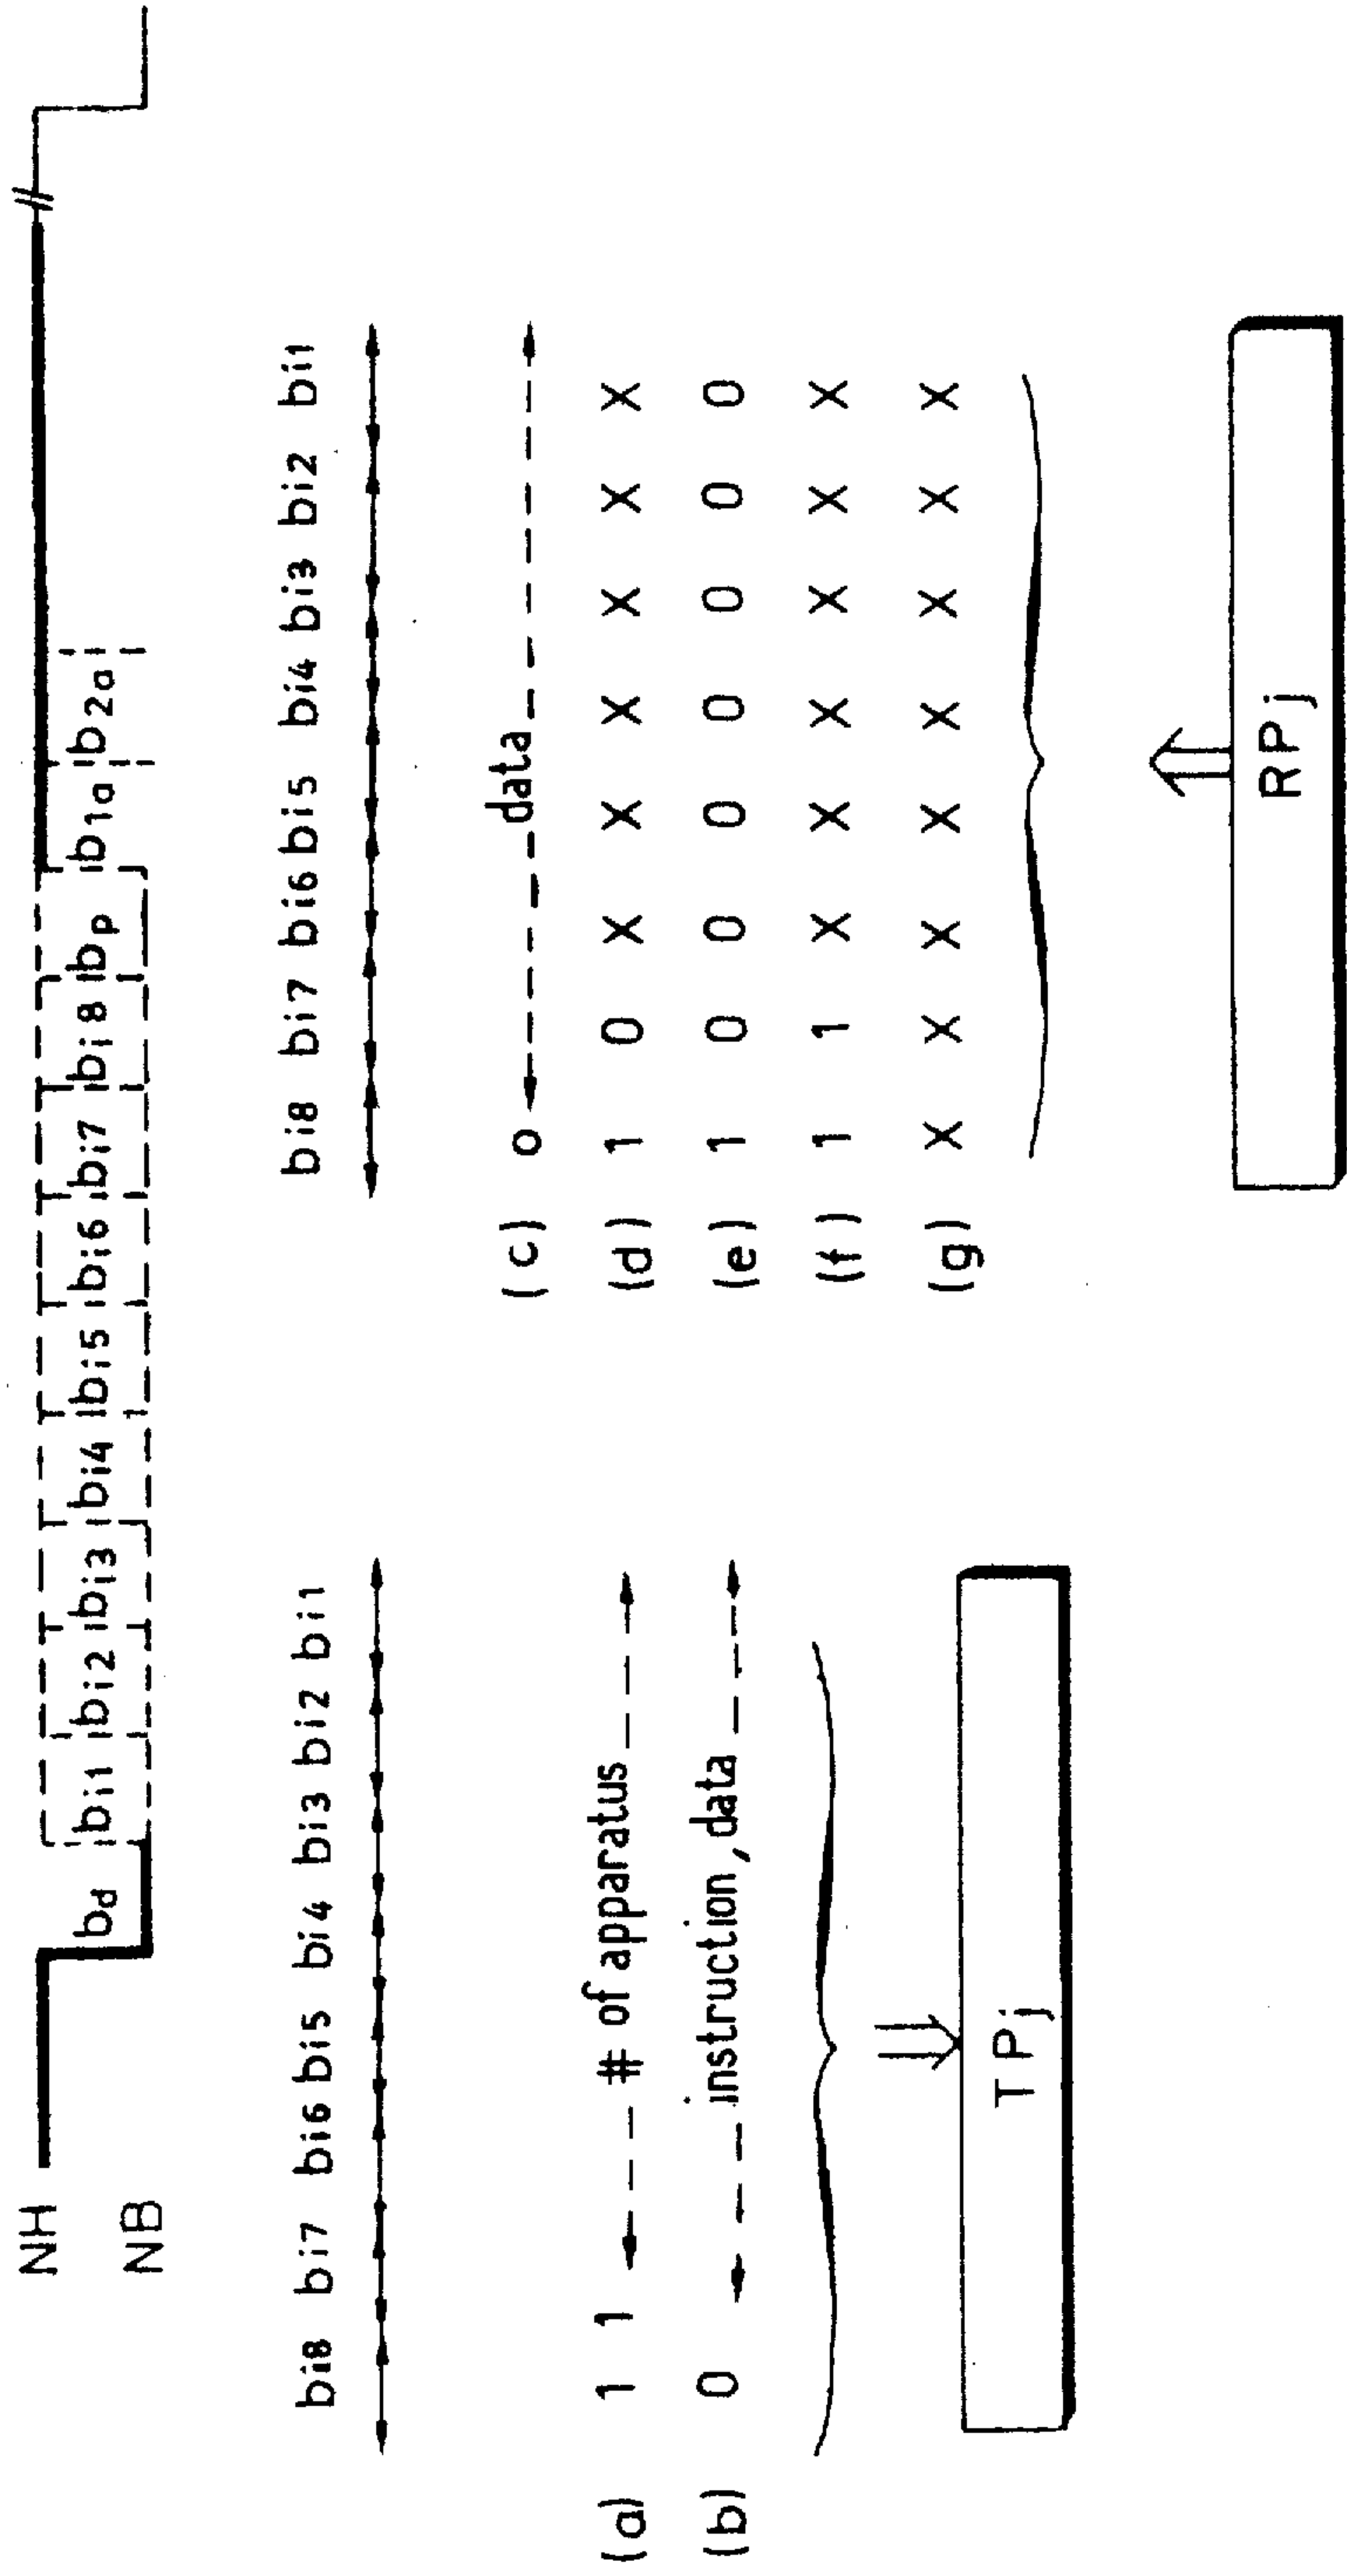 NH
NB
bd bi1 bi2 bi3 bi4 bi5 bi6 bi7 bi8 bp b1a b2a
bi8 bi7 bi6 bi5 bi4 bi3 bi2 bi1
(a) 1 1 # of apparatus
(b) 0 instruction, data
TPj
bi8 bi7 bi6 bi5 bi4 bi3 bi2 bi1
(c) 0 data
(d) 1 0 X X X X X X
(e) 1 0 0 0 0 0 0 0
(f) 1 1 X X X X X X
(g) X X X X X X X X
RPj